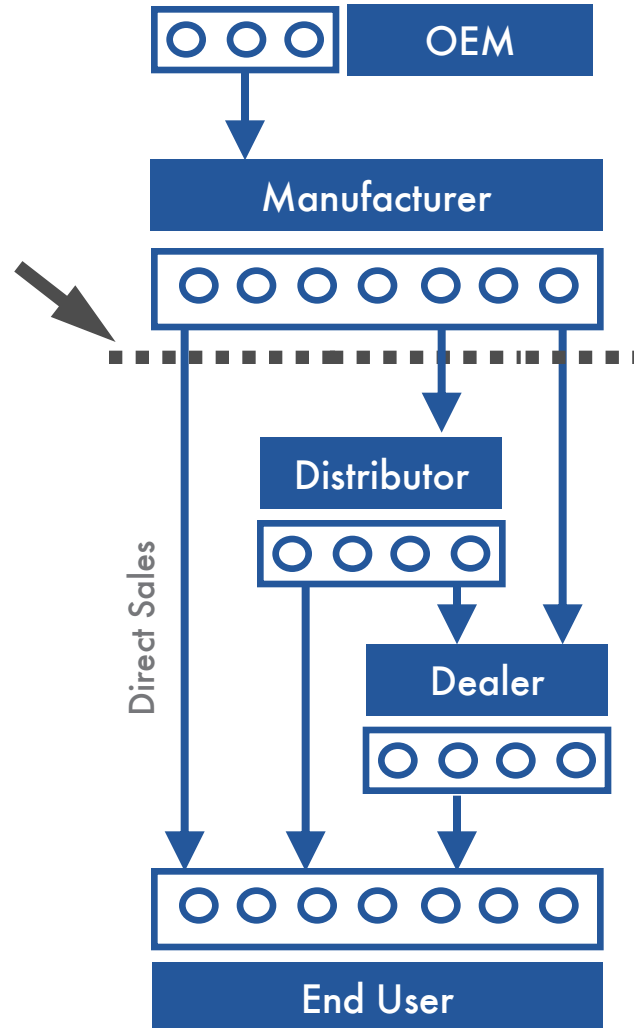 OEM
Manufacturer
Distributor
Direct Sales
Dealer
End User